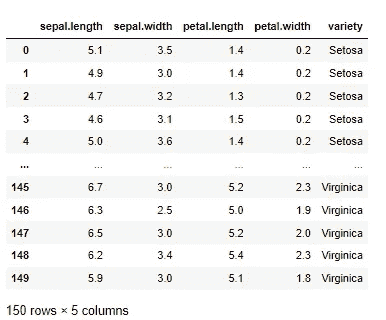 sepal.length sepal.width petal.length petal.width variety
0 5.1 3.5 1.4 0.2 Setosa
1 4.9 3.0 1.4 0.2 Setosa
2 4.7 3.2 1.3 0.2 Setosa
3 4.6 3.1 1.5 0.2 Setosa
4 5.0 3.6 1.4 0.2 Setosa
... ... ... ... ... ...
145 6.7 3.0 5.2 2.3 Virginica
146 6.3 2.5 5.0 1.9 Virginica
147 6.5 3.0 5.2 2.0 Virginica
148 6.2 3.4 5.4 2.3 Virginica
149 5.9 3.0 5.1 1.8 Virginica
150 rows × 5 columns